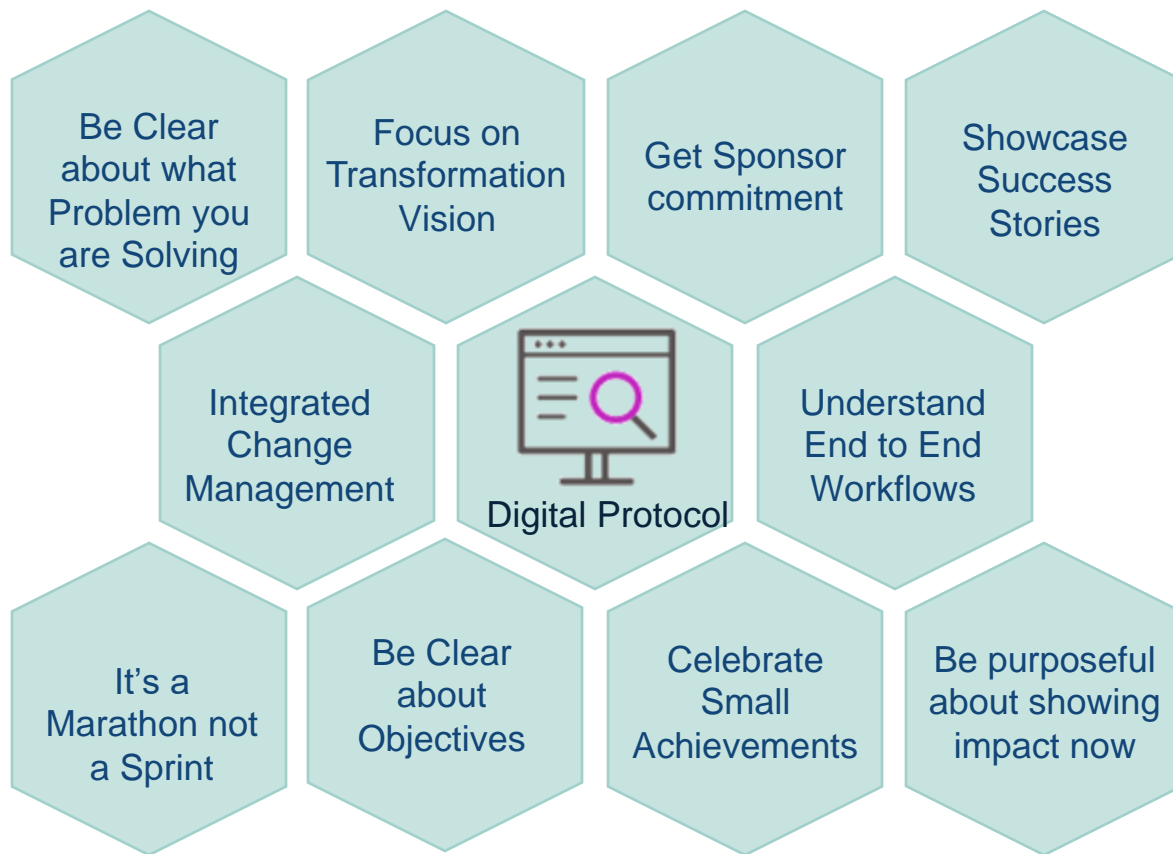 Be Clear
about what
Problem you
are Solving
Focus on
Transformation
Vision
Get Sponsor
commitment
Showcase
Success
Stories
Integrated
Change
Management
Digital Protocol
Understand
End to End
Workflows
It’s a
Marathon not
a Sprint
Be Clear
about
Objectives
Celebrate
Small
Achievements
Be purposeful
about showing
impact now